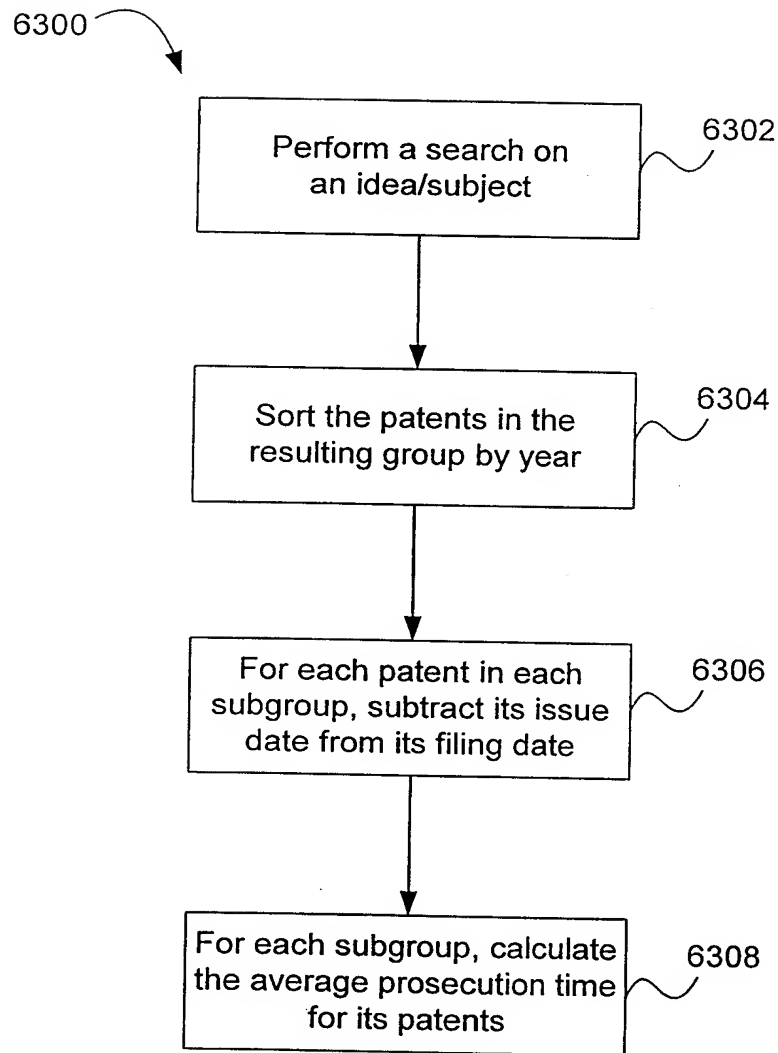 6300
6302
Perform a search on
an idea/subject
6304
Sort the patents in the
resulting group by year
6306
For each patent in each
subgroup, subtract its issue
date from its filing date
6308
For each subgroup, calculate
the average prosecution time
for its patents